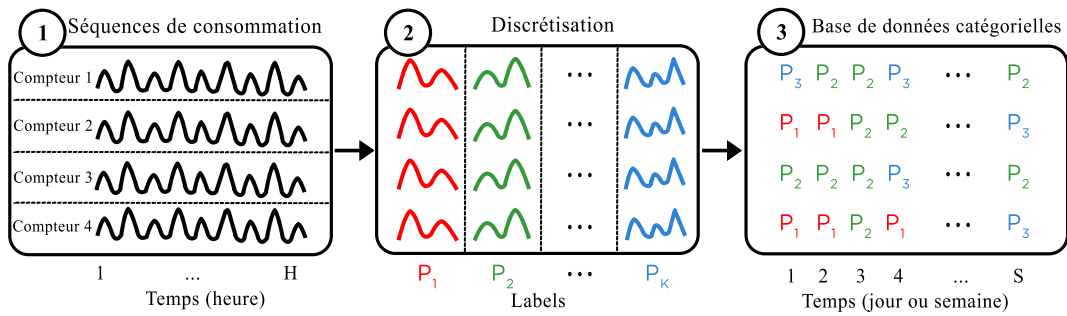 1 Séquences de consommation
Compteur 1
Compteur 2
Compteur 3
Compteur 4
1 ... H
Temps (heure)
2 Discrétisation
...
...
...
...
P₁ P₂ ... Pₖ
Labels
3 Base de données catégorielles
P₃ P₂ P₂ P₃ ... P₂
P₁ P₁ P₂ P₂ ... P₃
P₂ P₂ P₂ P₃ ... P₂
P₁ P₁ P₂ P₁ ... P₃
1 2 3 4 ... S
Temps (jour ou semaine)